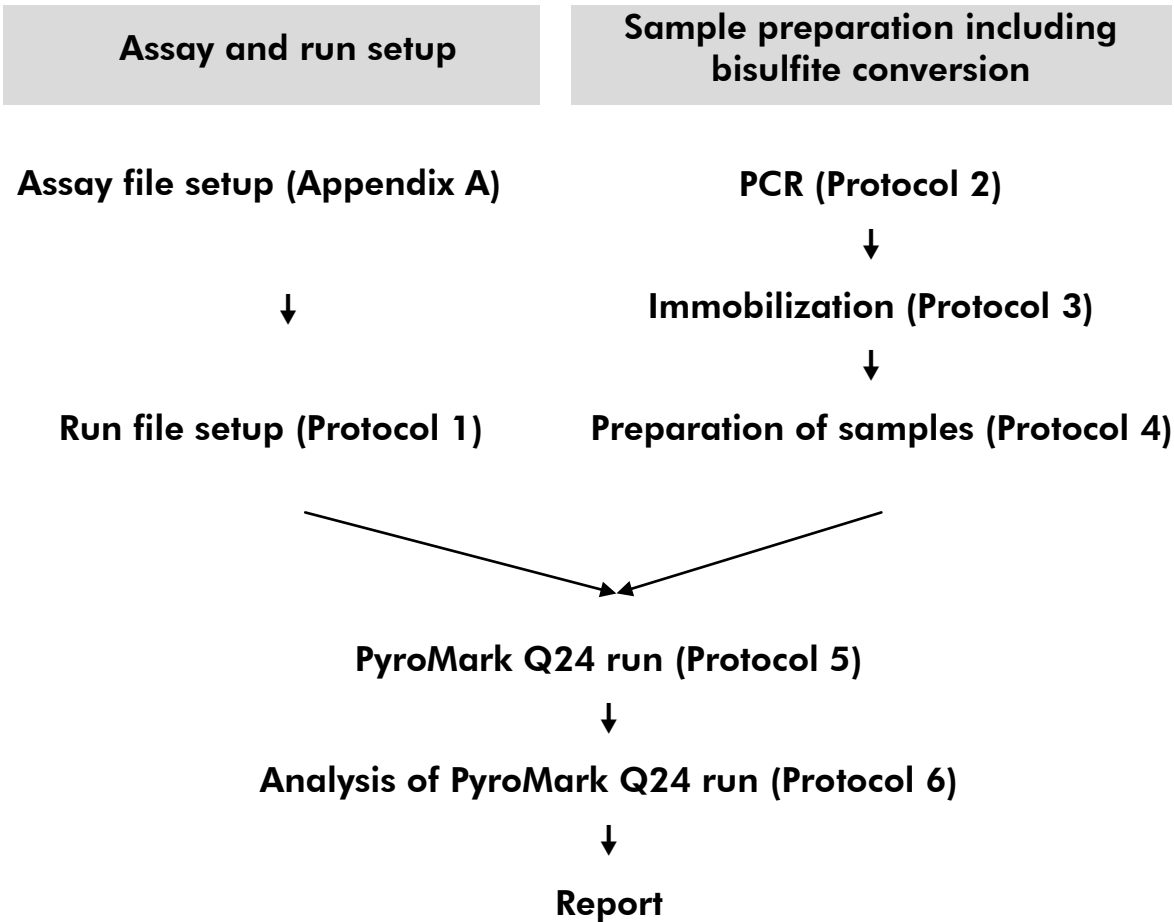 Assay and run setup
Sample preparation including
bisulfite conversion
Assay file setup (Appendix A)
Run file setup (Protocol 1)
PCR (Protocol 2)
Immobilization (Protocol 3)
Preparation of samples (Protocol 4)
PyroMark Q24 run (Protocol 5)
Analysis of PyroMark Q24 run (Protocol 6)
Report